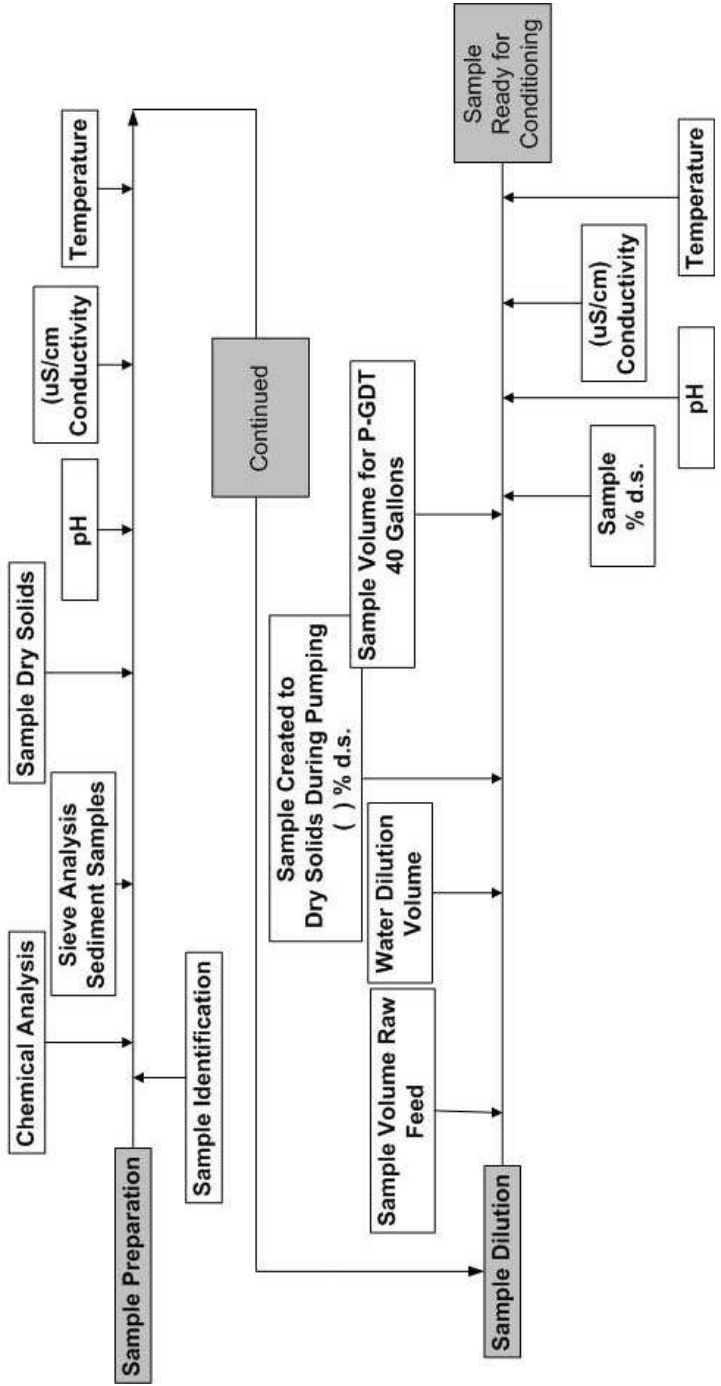 Sample Preparation
Sample Identification
Chemical Analysis
Sieve Analysis
Sediment Samples
Sample Dry Solids
pH
(uS/cm
Conductivity
Temperature
Continued
Sample Dilution
Sample Volume Raw
Feed
Water Dilution
Volume
Sample Created to
Dry Solids During Pumping
( ) % d.s.
Sample Volume for P-GDT
40 Gallons
Sample
% d.s.
pH
(uS/cm)
Conductivity
Temperature
Sample
Ready for
Conditioning